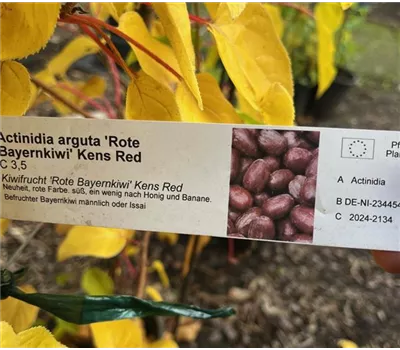 Actinidia arguta 'Rote
Bayernkiwi' Kens Red
C 3,5
Kiwifrucht 'Rote Bayernkiwi' Kens Red
Neuheit, rote Farbe. süß, ein wenig nach Honig und Banane.
Befruchter Bayernkiwi männlich oder Issai
A Actinidia
B DE-NI-234454
C 2024-2134